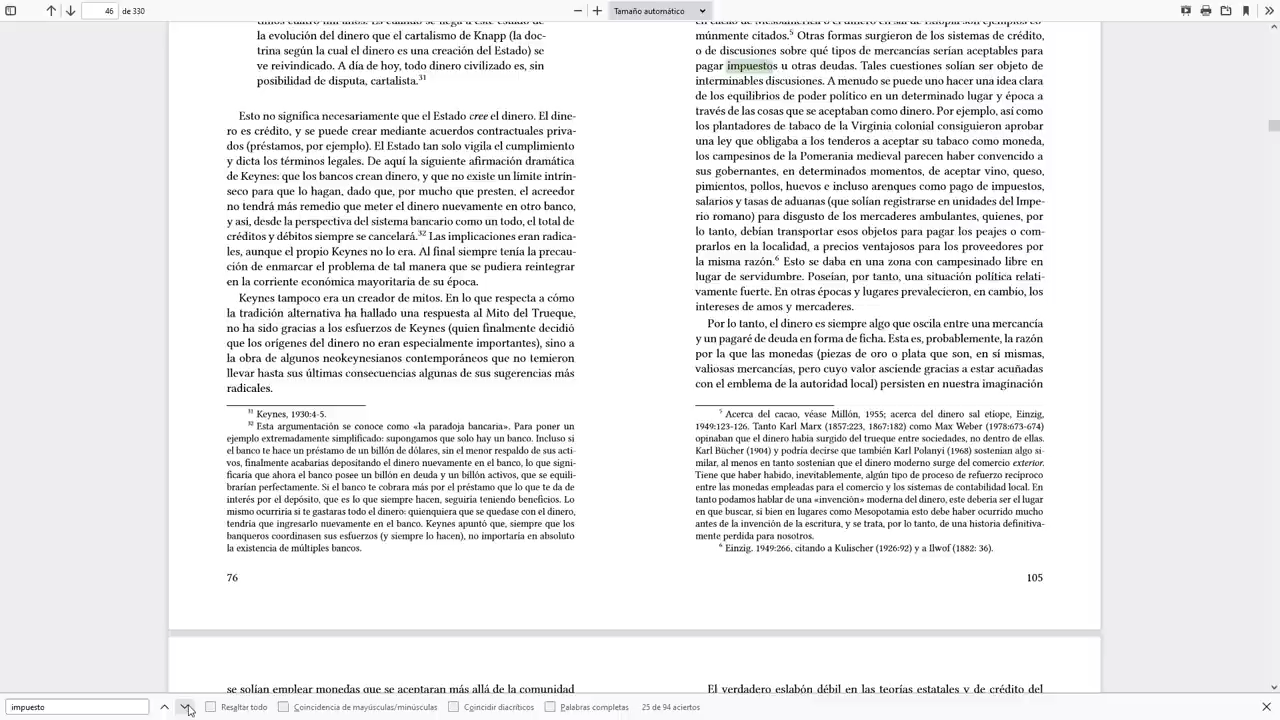 46 de 330
Tamaño automático
la evolución del dinero que el cartalismo de Knapp (la doc-
trina según la cual el dinero es una creación del Estado) se
ve reivindicado. A día de hoy, todo dinero civilizado es, sin
posibilidad de disputa, cartalista.31
Esto no significa necesariamente que el Estado cree el dinero. El dine-
ro es crédito, y se puede crear mediante acuerdos contractuales priva-
dos (préstamos, por ejemplo). El Estado tan solo vigila el cumplimiento
y dicta los términos legales. De aquí la siguiente afirmación dramática
de Keynes: que los bancos crean dinero, y que no existe un límite intrín-
seco para que lo hagan, dado que, por mucho que presten, el acreedor
no tendrá más remedio que meter el dinero nuevamente en otro banco,
y así, desde la perspectiva del sistema bancario como un todo, el total de
créditos y débitos siempre se cancelará.32 Las implicaciones eran radica-
les, aunque el propio Keynes no lo era. Al final siempre tenía la precau-
ción de enmarcar el problema de tal manera que se pudiera reintegrar
en la corriente económica mayoritaria de su época.
Keynes tampoco era un creador de mitos. En lo que respecta a cómo
la tradición alternativa ha hallado una respuesta al Mito del Trueque,
no ha sido gracias a los esfuerzos de Keynes (quien finalmente decidió
que los orígenes del dinero no eran especialmente importantes), sino a
la obra de algunos neokeynesianos contemporáneos que no temieron
llevar hasta sus últimas consecuencias algunas de sus sugerencias más
radicales.
31 Keynes, 1930:4-5.
32 Esta argumentación se conoce como «la paradoja bancaria». Para poner un
ejemplo extremadamente simplificado: supongamos que solo hay un banco. Incluso si
el banco te hace un préstamo de un billón de dólares, sin el menor respaldo de sus acti-
vos, finalmente acabarías depositando el dinero nuevamente en el banco, lo que signi-
ficaría que ahora el banco posee un billón en deuda y un billón activos, que se equili-
brarían perfectamente. Si el banco te cobrara más por el préstamo que lo que te da de
interés por el depósito, que es lo que siempre hacen, seguiría teniendo beneficios. Lo
mismo ocurriría si te gastaras todo el dinero: quienquiera que se quedase con el dinero,
tendría que ingresarlo nuevamente en el banco. Keynes apuntó que, siempre que los
banqueros coordinasen sus esfuerzos (y siempre lo hacen), no importaría en absoluto
la existencia de múltiples bancos.
76
múnmente citados.5 Otras formas surgieron de los sistemas de crédito,
o de discusiones sobre qué tipos de mercancías serían aceptables para
pagar impuestos u otras deudas. Tales cuestiones solían ser objeto de
interminables discusiones. A menudo se puede uno hacer una idea clara
de los equilibrios de poder político en un determinado lugar y época a
través de las cosas que se aceptaban como dinero. Por ejemplo, así como
los plantadores de tabaco de la Virginia colonial consiguieron aprobar
una ley que obligaba a los tenderos a aceptar su tabaco como moneda,
los campesinos de la Pomerania medieval parecen haber convencido a
sus gobernantes, en determinados momentos, de aceptar vino, queso,
pimientos, pollos, huevos e incluso arenques como pago de impuestos,
salarios y tasas de aduanas (que solían registrarse en unidades del Impe-
rio romano) para disgusto de los mercaderes ambulantes, quienes, por
lo tanto, debían transportar esos objetos para pagar los peajes o com-
prarlos en la localidad, a precios ventajosos para los proveedores por
la misma razón.6 Esto se daba en una zona con campesinado libre en
lugar de servidumbre. Poseían, por tanto, una situación política relati-
vamente fuerte. En otras épocas y lugares prevalecieron, en cambio, los
intereses de amos y mercaderes.
Por lo tanto, el dinero es siempre algo que oscila entre una mercancía
y un pagaré de deuda en forma de ficha. Esta es, probablemente, la razón
por la que las monedas (piezas de oro o plata que son, en sí mismas,
valiosas mercancías, pero cuyo valor asciende gracias a estar acuñadas
con el emblema de la autoridad local) persisten en nuestra imaginación
5 Acerca del cacao, véase Millón, 1955; acerca del dinero sal etíope, Einzig,
1949:123-126. Tanto Karl Marx (1857:223, 1867:182) como Max Weber (1978:673-674)
opinaban que el dinero había surgido del trueque entre sociedades, no dentro de ellas.
Karl Bücher (1904) y podría decirse que también Karl Polanyi (1968) sostenían algo si-
milar, al menos en tanto sostenían que el dinero moderno surge del comercio exterior.
Tiene que haber habido, inevitablemente, algún tipo de proceso de refuerzo recíproco
entre las monedas empleadas para el comercio y los sistemas de contabilidad local. En
tanto podamos hablar de una «invención» moderna del dinero, este debería ser el lugar
en que buscar, si bien en lugares como Mesopotamia esto debe haber ocurrido mucho
antes de la invención de la escritura, y se trata, por lo tanto, de una historia definitiva-
mente perdida para nosotros.
6 Einzig, 1949:266, citando a Kulischer (1926:92) y a Ilwof (1882: 36).
105
se solían emplear monedas que se aceptaran más allá de la comunidad
El verdadero eslabón débil en las teorías estatales y de crédito del
impuesto
Resaltar todo
Coincidencia de mayúsculas/minúsculas
Coincidir diacríticos
Palabras completas
25 de 94 aciertos